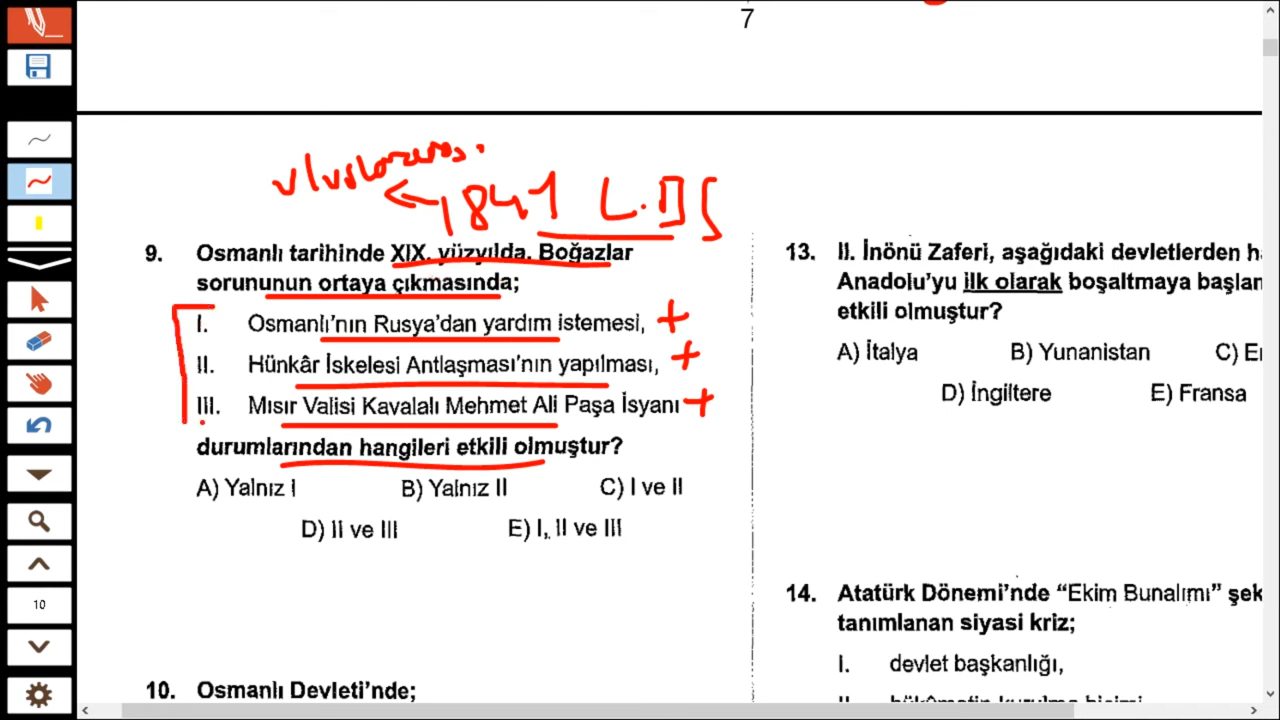 7
uluslararası.
1841 L.B S
9. Osmanlı tarihinde XIX. yüzyılda, Boğazlar
sorununun ortaya çıkmasında;
I. Osmanlı'nın Rusya'dan yardım istemesi, +
II. Hünkâr İskelesi Antlaşması'nın yapılması, +
III. Mısır Valisi Kavalalı Mehmet Ali Paşa İsyanı +
durumlarından hangileri etkili olmuştur?
A) Yalnız I B) Yalnız II C) I ve II
D) II ve III E) I, II ve III
10. Osmanlı Devleti'nde;
13. II. İnönü Zaferi, aşağıdaki devletlerden h
Anadolu'yu ilk olarak boşaltmaya başlan
etkili olmuştur?
A) İtalya B) Yunanistan C) E
D) İngiltere E) Fransa
14. Atatürk Dönemi'nde “Ekim Bunalımı” şek
tanımlanan siyasi kriz;
I. devlet başkanlığı,
10